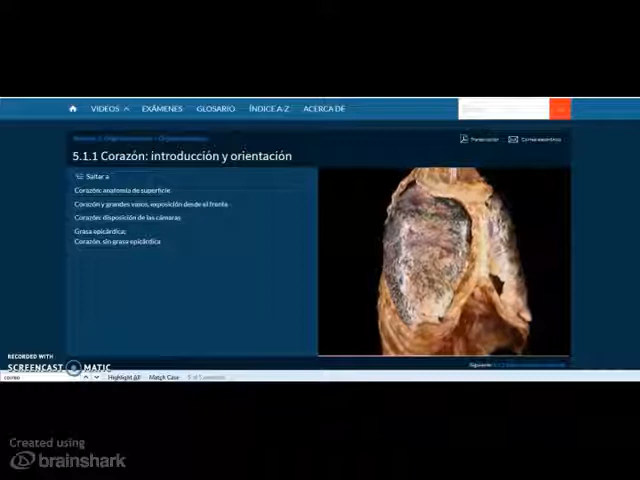 VIDEOS EXÁMENES GLOSARIO ÍNDICE A-Z ACERCA DE
Transcripción Correo electrónico
5.1.1 Corazón: introducción y orientación
Saltar a
Corazón: anatomía de superficie
Corazón y grandes vasos, exposición desde el frente
Corazón: disposición de las cámaras
Grasa epicárdica;
Corazón, sin grasa epicárdica
RECORDED WITH
SCREENCAST MATIC
Siguiente:
correo Highlight All Match Case
Created using
brainshark